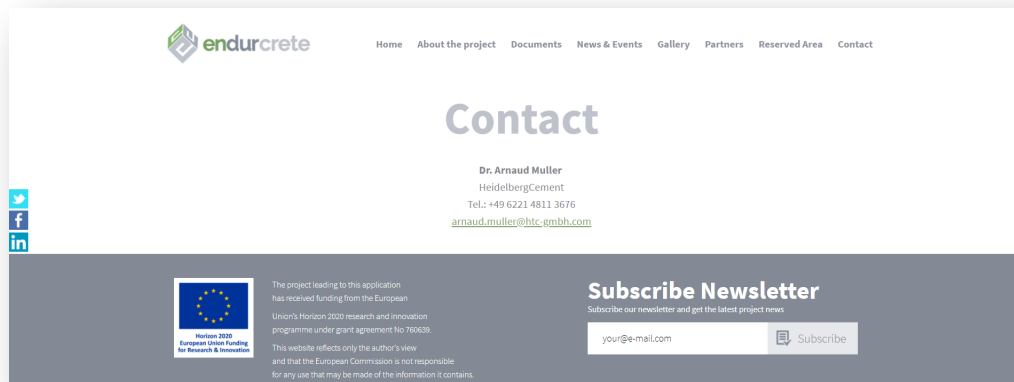 endurcrete
Home About the project Documents News & Events Gallery Partners Reserved Area Contact
Contact
Dr. Arnaud Muller
HeidelbergCement
Tel.: +49 6221 4811 3676
arnaud.muller@htc-gmbh.com
Horizon 2020
European Union Funding
for Research & Innovation
The project leading to this application
has received funding from the European
Union's Horizon 2020 research and innovation
programme under grant agreement No 760639.
This website reflects only the author's view
and that the European Commission is not responsible
for any use that may be made of the information it contains.
Subscribe Newsletter
Subscribe our newsletter and get the latest project news
your@e-mail.com
Subscribe